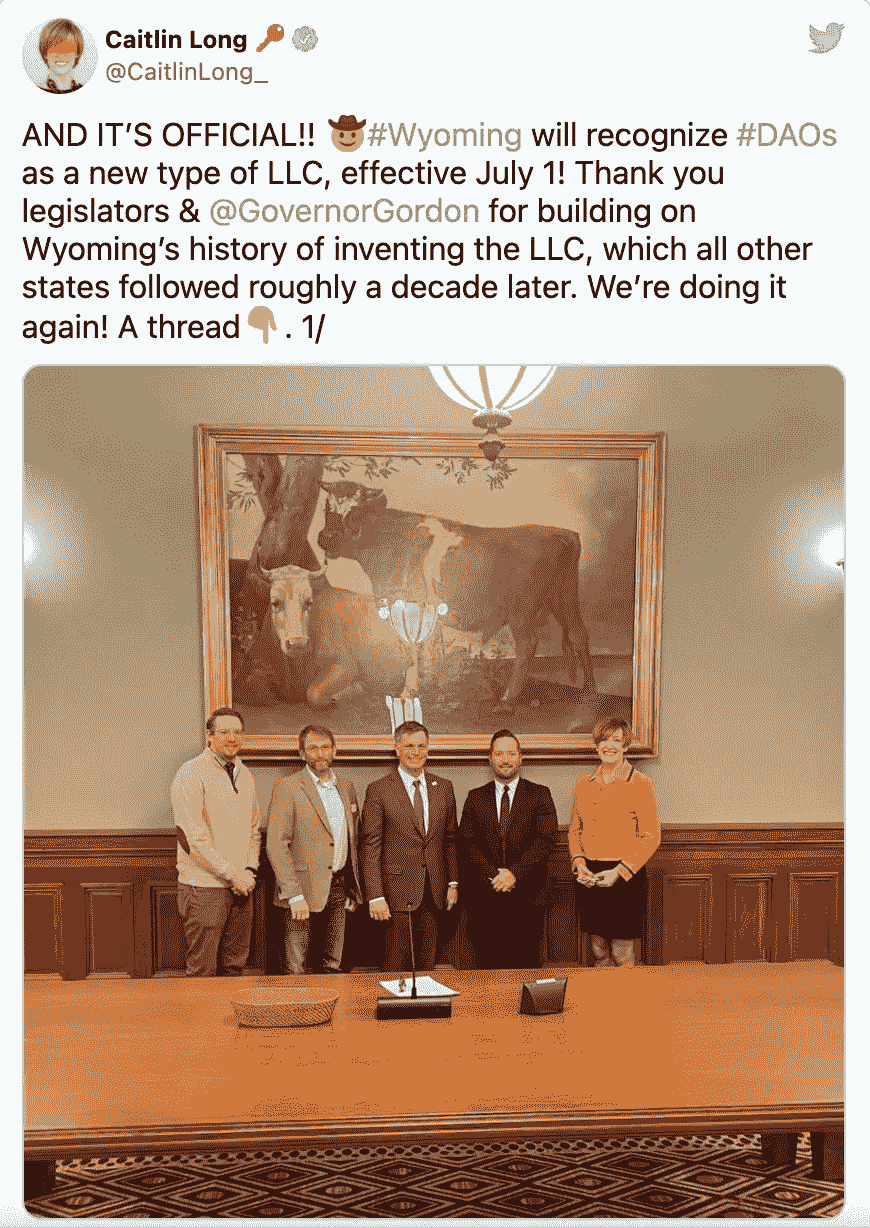 Caitlin Long 🔑
@CaitlinLong_
AND IT’S OFFICIAL!! 🤠#Wyoming will recognize #DAOs
as a new type of LLC, effective July 1! Thank you
legislators & @GovernorGordon for building on
Wyoming’s history of inventing the LLC, which all other
states followed roughly a decade later. We’re doing it
again! A thread👇. 1/